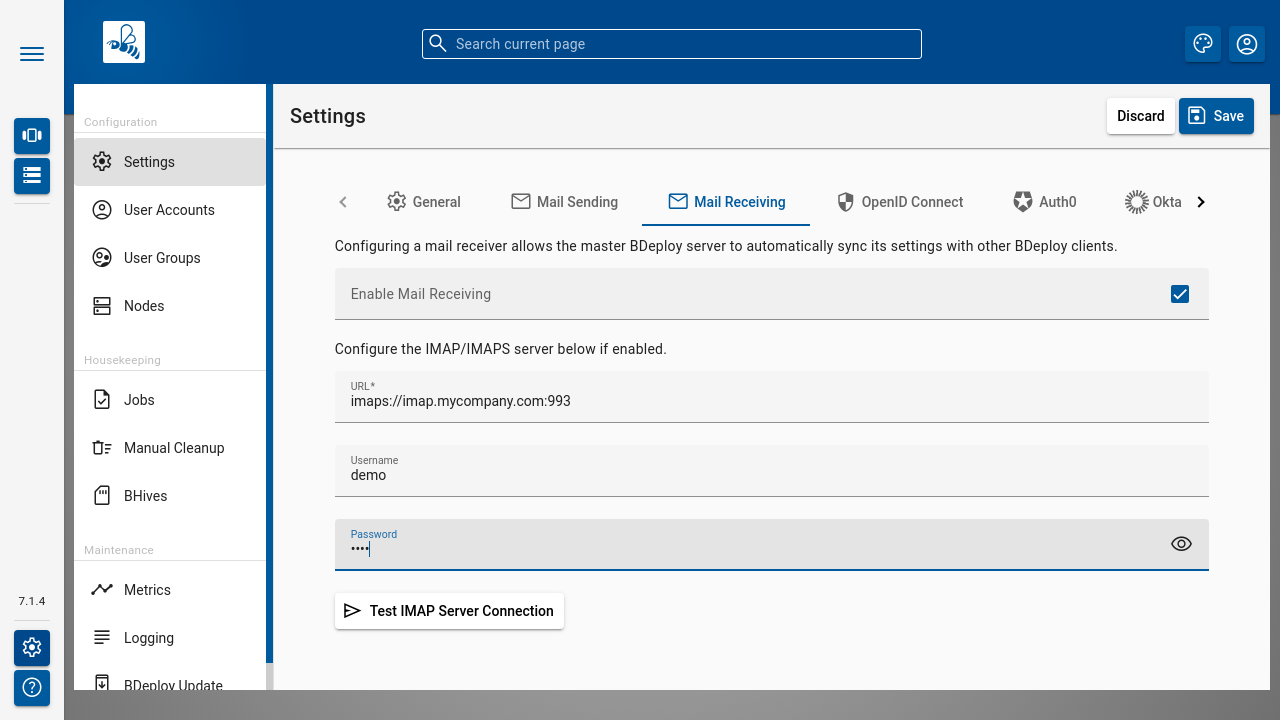 Search current page
Configuration
Settings
User Accounts
User Groups
Nodes
Housekeeping
Jobs
Manual Cleanup
BHives
Maintenance
Metrics
Logging
BDeploy Update
7.1.4
Settings
Discard
Save
General
Mail Sending
Mail Receiving
OpenID Connect
Auth0
Okta
Configuring a mail receiver allows the master BDeploy server to automatically sync its settings with other BDeploy clients.
Enable Mail Receiving
Configure the IMAP/IMAPS server below if enabled.
URL*
imaps://imap.mycompany.com:993
Username
demo
Password
••••
Test IMAP Server Connection